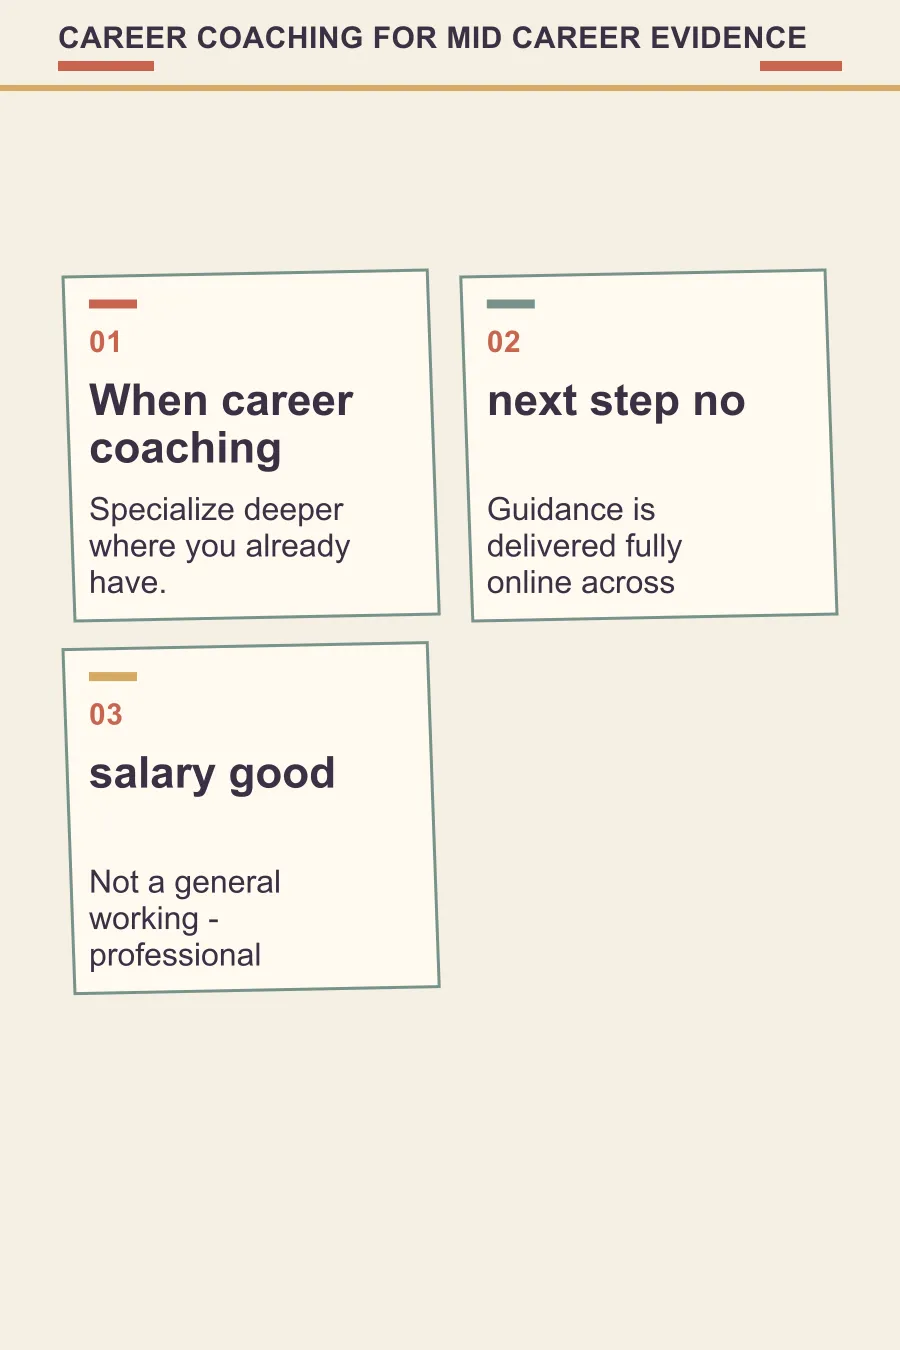 CAREER COACHING FOR MID CAREER EVIDENCE
01
When career
coaching
Specialize deeper
where you already
have.
02
next step no
Guidance is
delivered fully
online across
03
salary good
Not a general
working -
professional